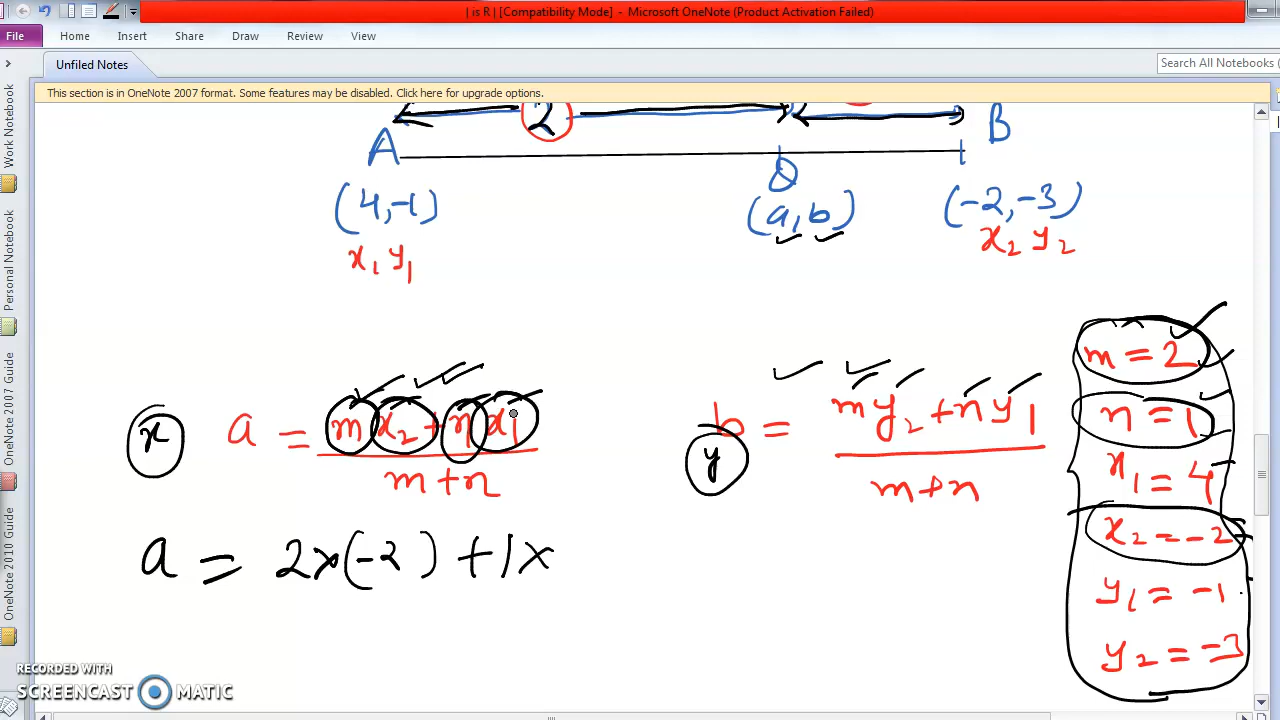 | is R | [Compatibility Mode] - Microsoft OneNote (Product Activation Failed)
File Home Insert Share Draw Review View
Unfiled Notes
Search All Notebooks (
This section is in OneNote 2007 format. Some features may be disabled. Click here for upgrade options.
Work Notebook
Personal Notebook
OneNote 2007 Guide
OneNote 2010 Guide
2
A B
(4,-1) (a,b) (-2,-3)
x₁ y₁ x₂ y₂
m = 2
n = 1
x₁ = 4
x₂ = -2
y₁ = -1
y₂ = -3
x a = mx₂ + nx₁
m + n
y b = my₂ + ny₁
m + n
a = 2x(-2) + 1x
RECORDED WITH
SCREENCAST MATIC